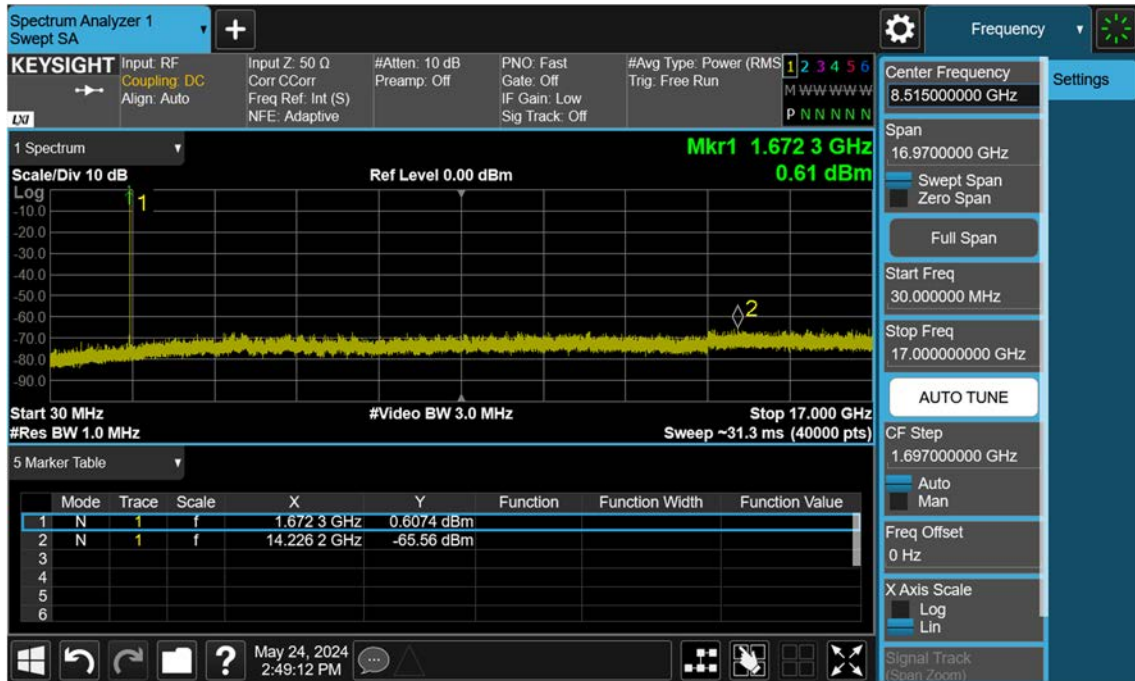 Spectrum Analyzer 1
Swept SA
+
Frequency
KEYSIGHT
LXI
Input: RF
Coupling: DC
Align: Auto
Input Z: 50 Ω
Corr CCorr
Freq Ref: Int (S)
NFE: Adaptive
#Atten: 10 dB
Preamp: Off
PNO: Fast
Gate: Off
IF Gain: Low
Sig Track: Off
#Avg Type: Power (RMS
Trig: Free Run
1 2 3 4 5 6
M W W W W W
P N N N N N
1 Spectrum
Mkr1 1.672 3 GHz
0.61 dBm
Scale/Div 10 dB
Ref Level 0.00 dBm
Log
-10.0
-20.0
-30.0
-40.0
-50.0
-60.0
-70.0
-80.0
-90.0
1
2
Start 30 MHz
#Video BW 3.0 MHz
Stop 17.000 GHz
#Res BW 1.0 MHz
Sweep ~31.3 ms (40000 pts)
5 Marker Table
Mode Trace Scale X Y Function Function Width Function Value
1 N 1 f 1.672 3 GHz 0.6074 dBm
2 N 1 f 14.226 2 GHz -65.56 dBm
3
4
5
6
May 24, 2024
2:49:12 PM
?
Center Frequency
8.515000000 GHz
Settings
Span
16.9700000 GHz
Swept Span
Zero Span
Full Span
Start Freq
30.000000 MHz
Stop Freq
17.000000000 GHz
AUTO TUNE
CF Step
1.697000000 GHz
Auto
Man
Freq Offset
0 Hz
X Axis Scale
Log
Lin
Signal Track
(Span Zoom)